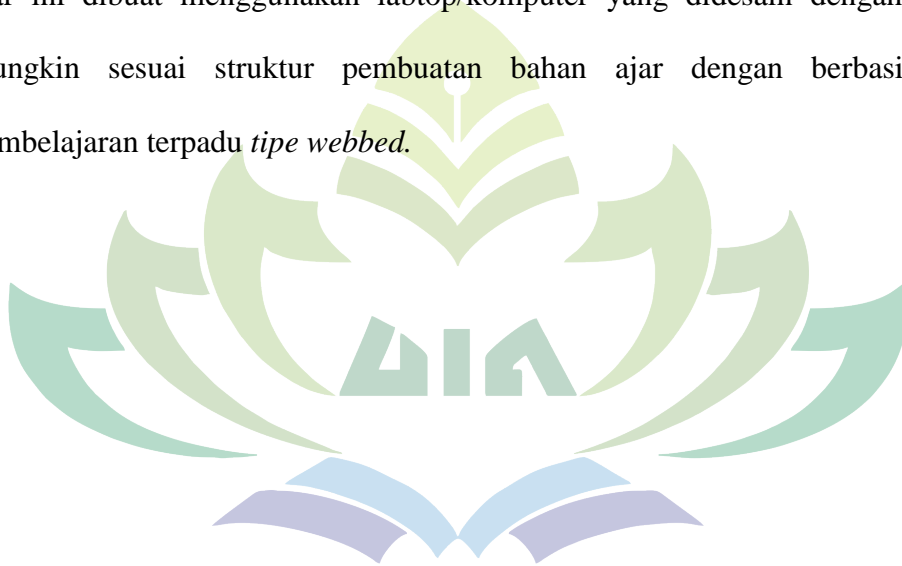 ar ini dibuat menggunakan labtop/komputer yang didesain dengan
ungkin sesuai struktur pembuatan bahan ajar dengan berbasi
mbelajaran terpadu tipe webbed.
UIN